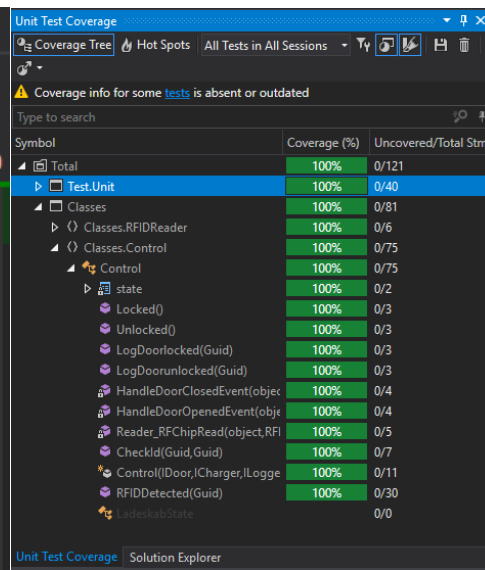 Unit Test Coverage
Coverage Tree Hot Spots All Tests in All Sessions
Coverage info for some tests is absent or outdated
Type to search
Symbol Coverage (%) Uncovered/Total Stm
Total 100% 0/121
Test.Unit 100% 0/40
Classes 100% 0/81
Classes.RFIDReader 100% 0/6
Classes.Control 100% 0/75
Control 100% 0/75
state 100% 0/2
Locked() 100% 0/3
Unlocked() 100% 0/3
LogDoorlocked(Guid) 100% 0/3
LogDoorunlocked(Guid) 100% 0/3
HandleDoorClosedEvent(objec 100% 0/4
HandleDoorOpenedEvent(obje 100% 0/4
Reader_RFChipRead(object,RFI 100% 0/5
CheckId(Guid,Guid) 100% 0/7
Control(IDoor,ICharger,ILogge 100% 0/11
RFIDDetected(Guid) 100% 0/30
LadeskabState 0/0
Unit Test Coverage Solution Explorer